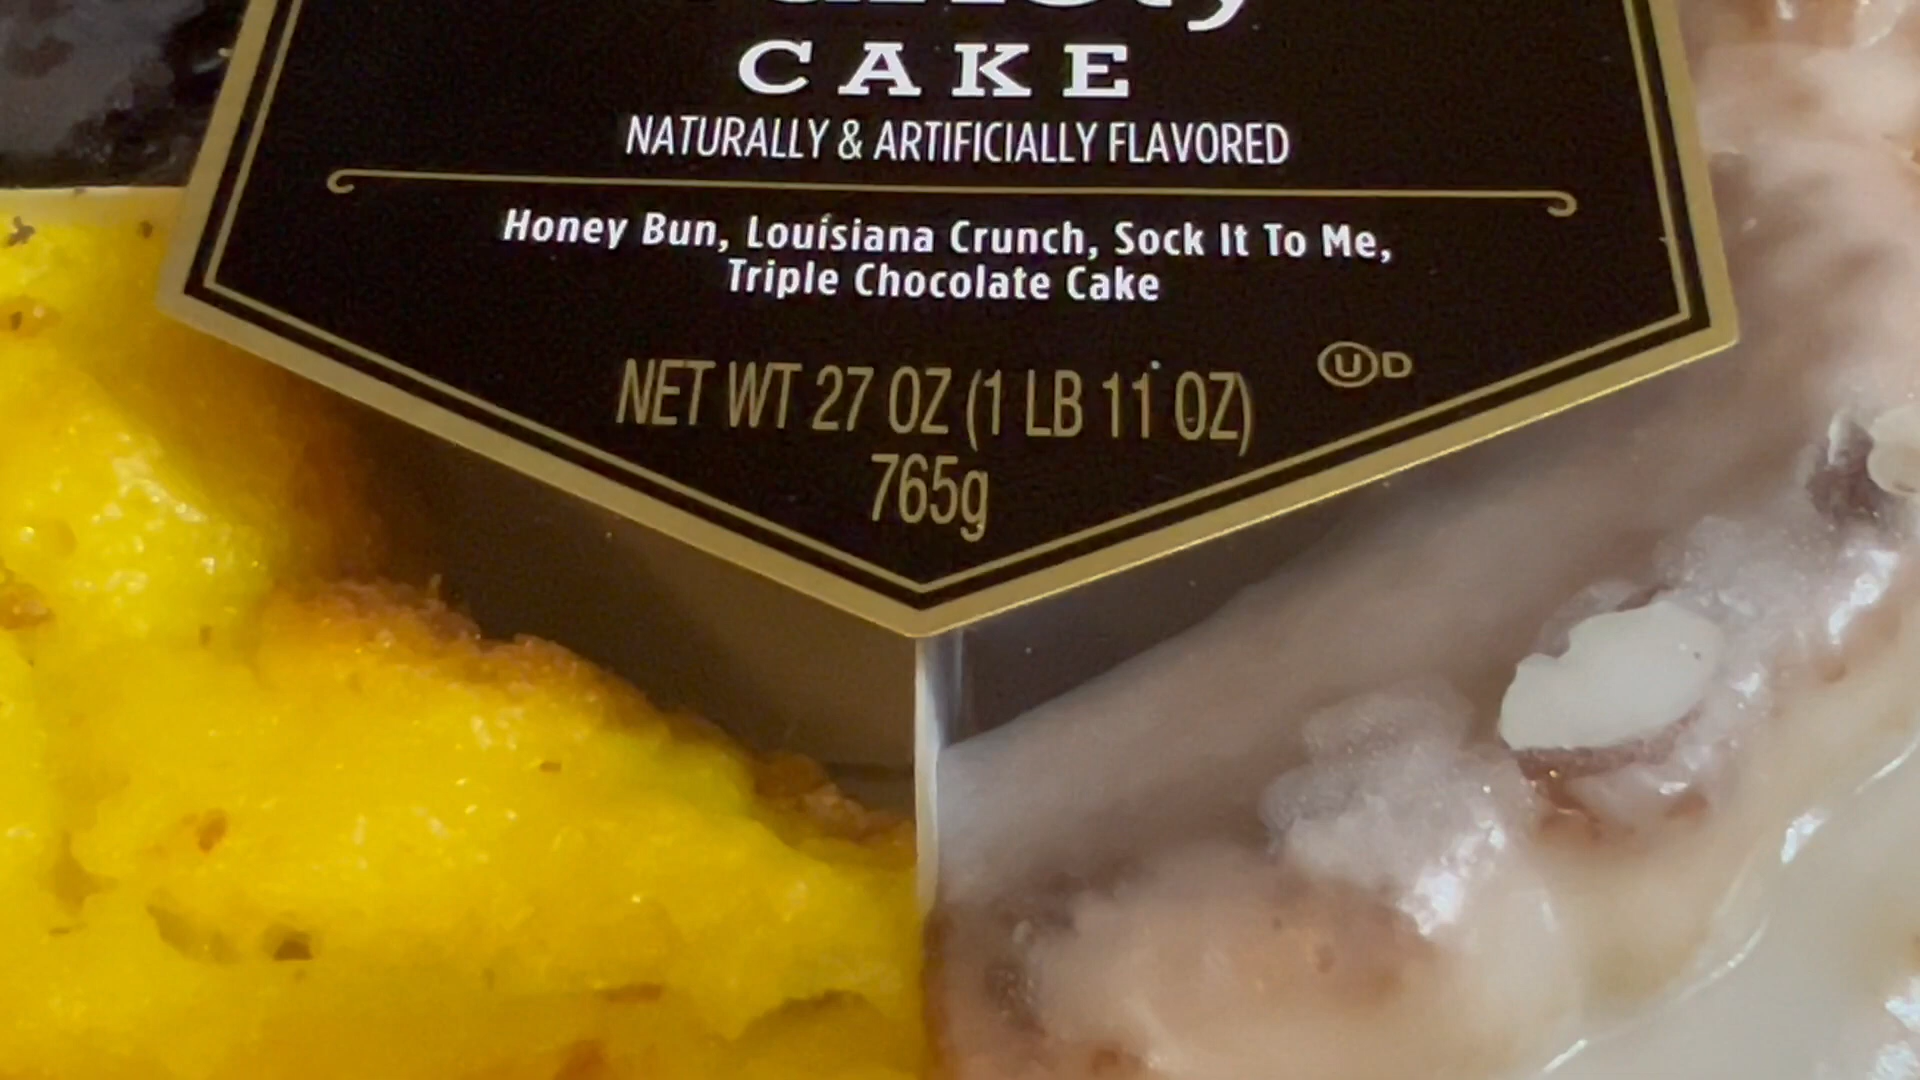 CAKE
NATURALLY & ARTIFICIALLY FLAVORED
Honey Bun, Louisiana Crunch, Sock It To Me,
Triple Chocolate Cake
NET WT 27 OZ (1 LB 11 OZ)
765g
U D